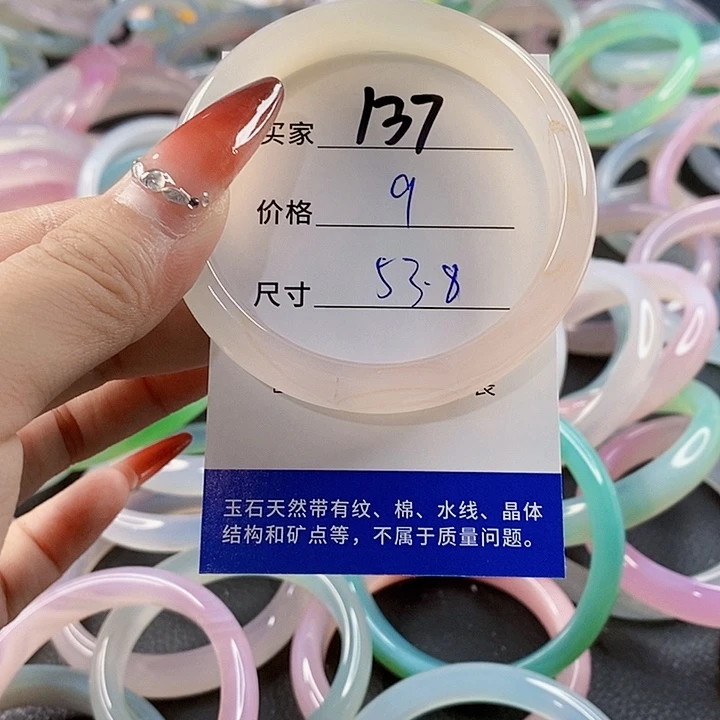 买家 137
价格 9
尺寸 53.8
玉石天然带有纹、棉、水线、晶体
结构和矿点等，不属于质量问题。